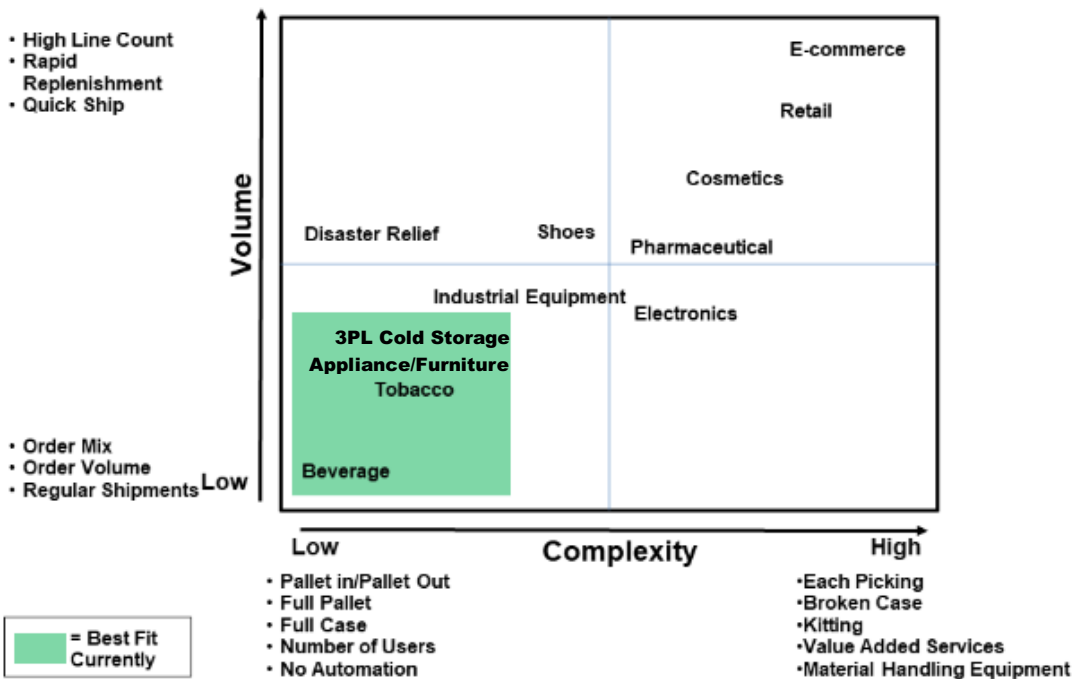 • High Line Count
• Rapid
Replenishment
• Quick Ship
Volume
E-commerce
Retail
Cosmetics
Disaster Relief
Shoes
Pharmaceutical
Industrial Equipment
Electronics
3PL Cold Storage
Appliance/Furniture
Tobacco
Beverage
• Order Mix
• Order Volume
• Regular Shipments
Low
Low
Complexity
High
• Pallet in/Pallet Out
• Full Pallet
• Full Case
• Number of Users
• No Automation
•Each Picking
•Broken Case
•Kitting
•Value Added Services
•Material Handling Equipment
= Best Fit
Currently